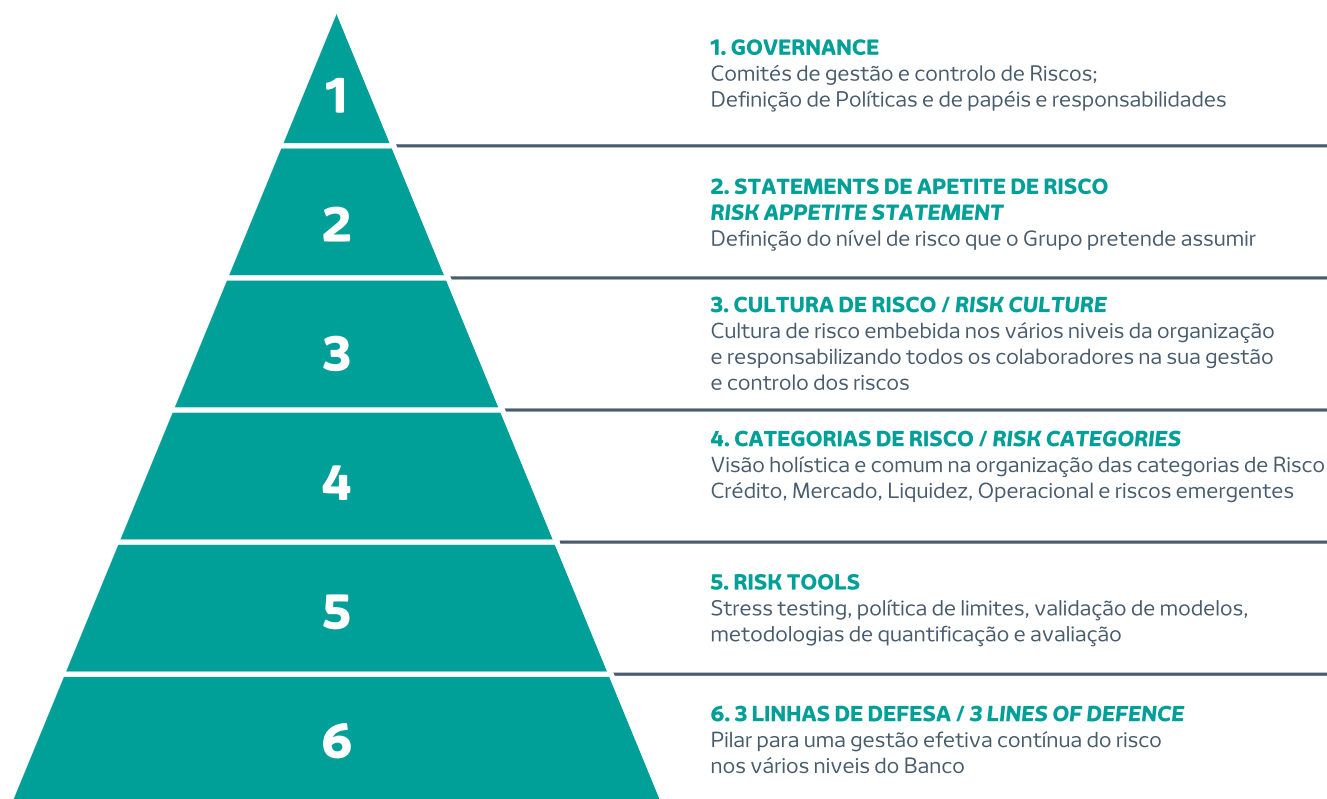 1
1. GOVERNANCE
Comités de gestão e controlo de Riscos;
Definição de Políticas e de papéis e responsabilidades
2
2. STATEMENTS DE APETITE DE RISCO
RISK APPETITE STATEMENT
Definição do nível de risco que o Grupo pretende assumir
3
3. CULTURA DE RISCO / RISK CULTURE
Cultura de risco embebida nos vários niveis da organização
e responsabilizando todos os colaboradores na sua gestão
e controlo dos riscos
4
4. CATEGORIAS DE RISCO / RISK CATEGORIES
Visão holística e comum na organização das categorias de Risco
Crédito, Mercado, Liquidez, Operacional e riscos emergentes
5
5. RISK TOOLS
Stress testing, política de limites, validação de modelos,
metodologias de quantificação e avaliação
6
6. 3 LINHAS DE DEFESA / 3 LINES OF DEFENCE
Pilar para uma gestão efetiva contínua do risco
nos vários niveis do Banco